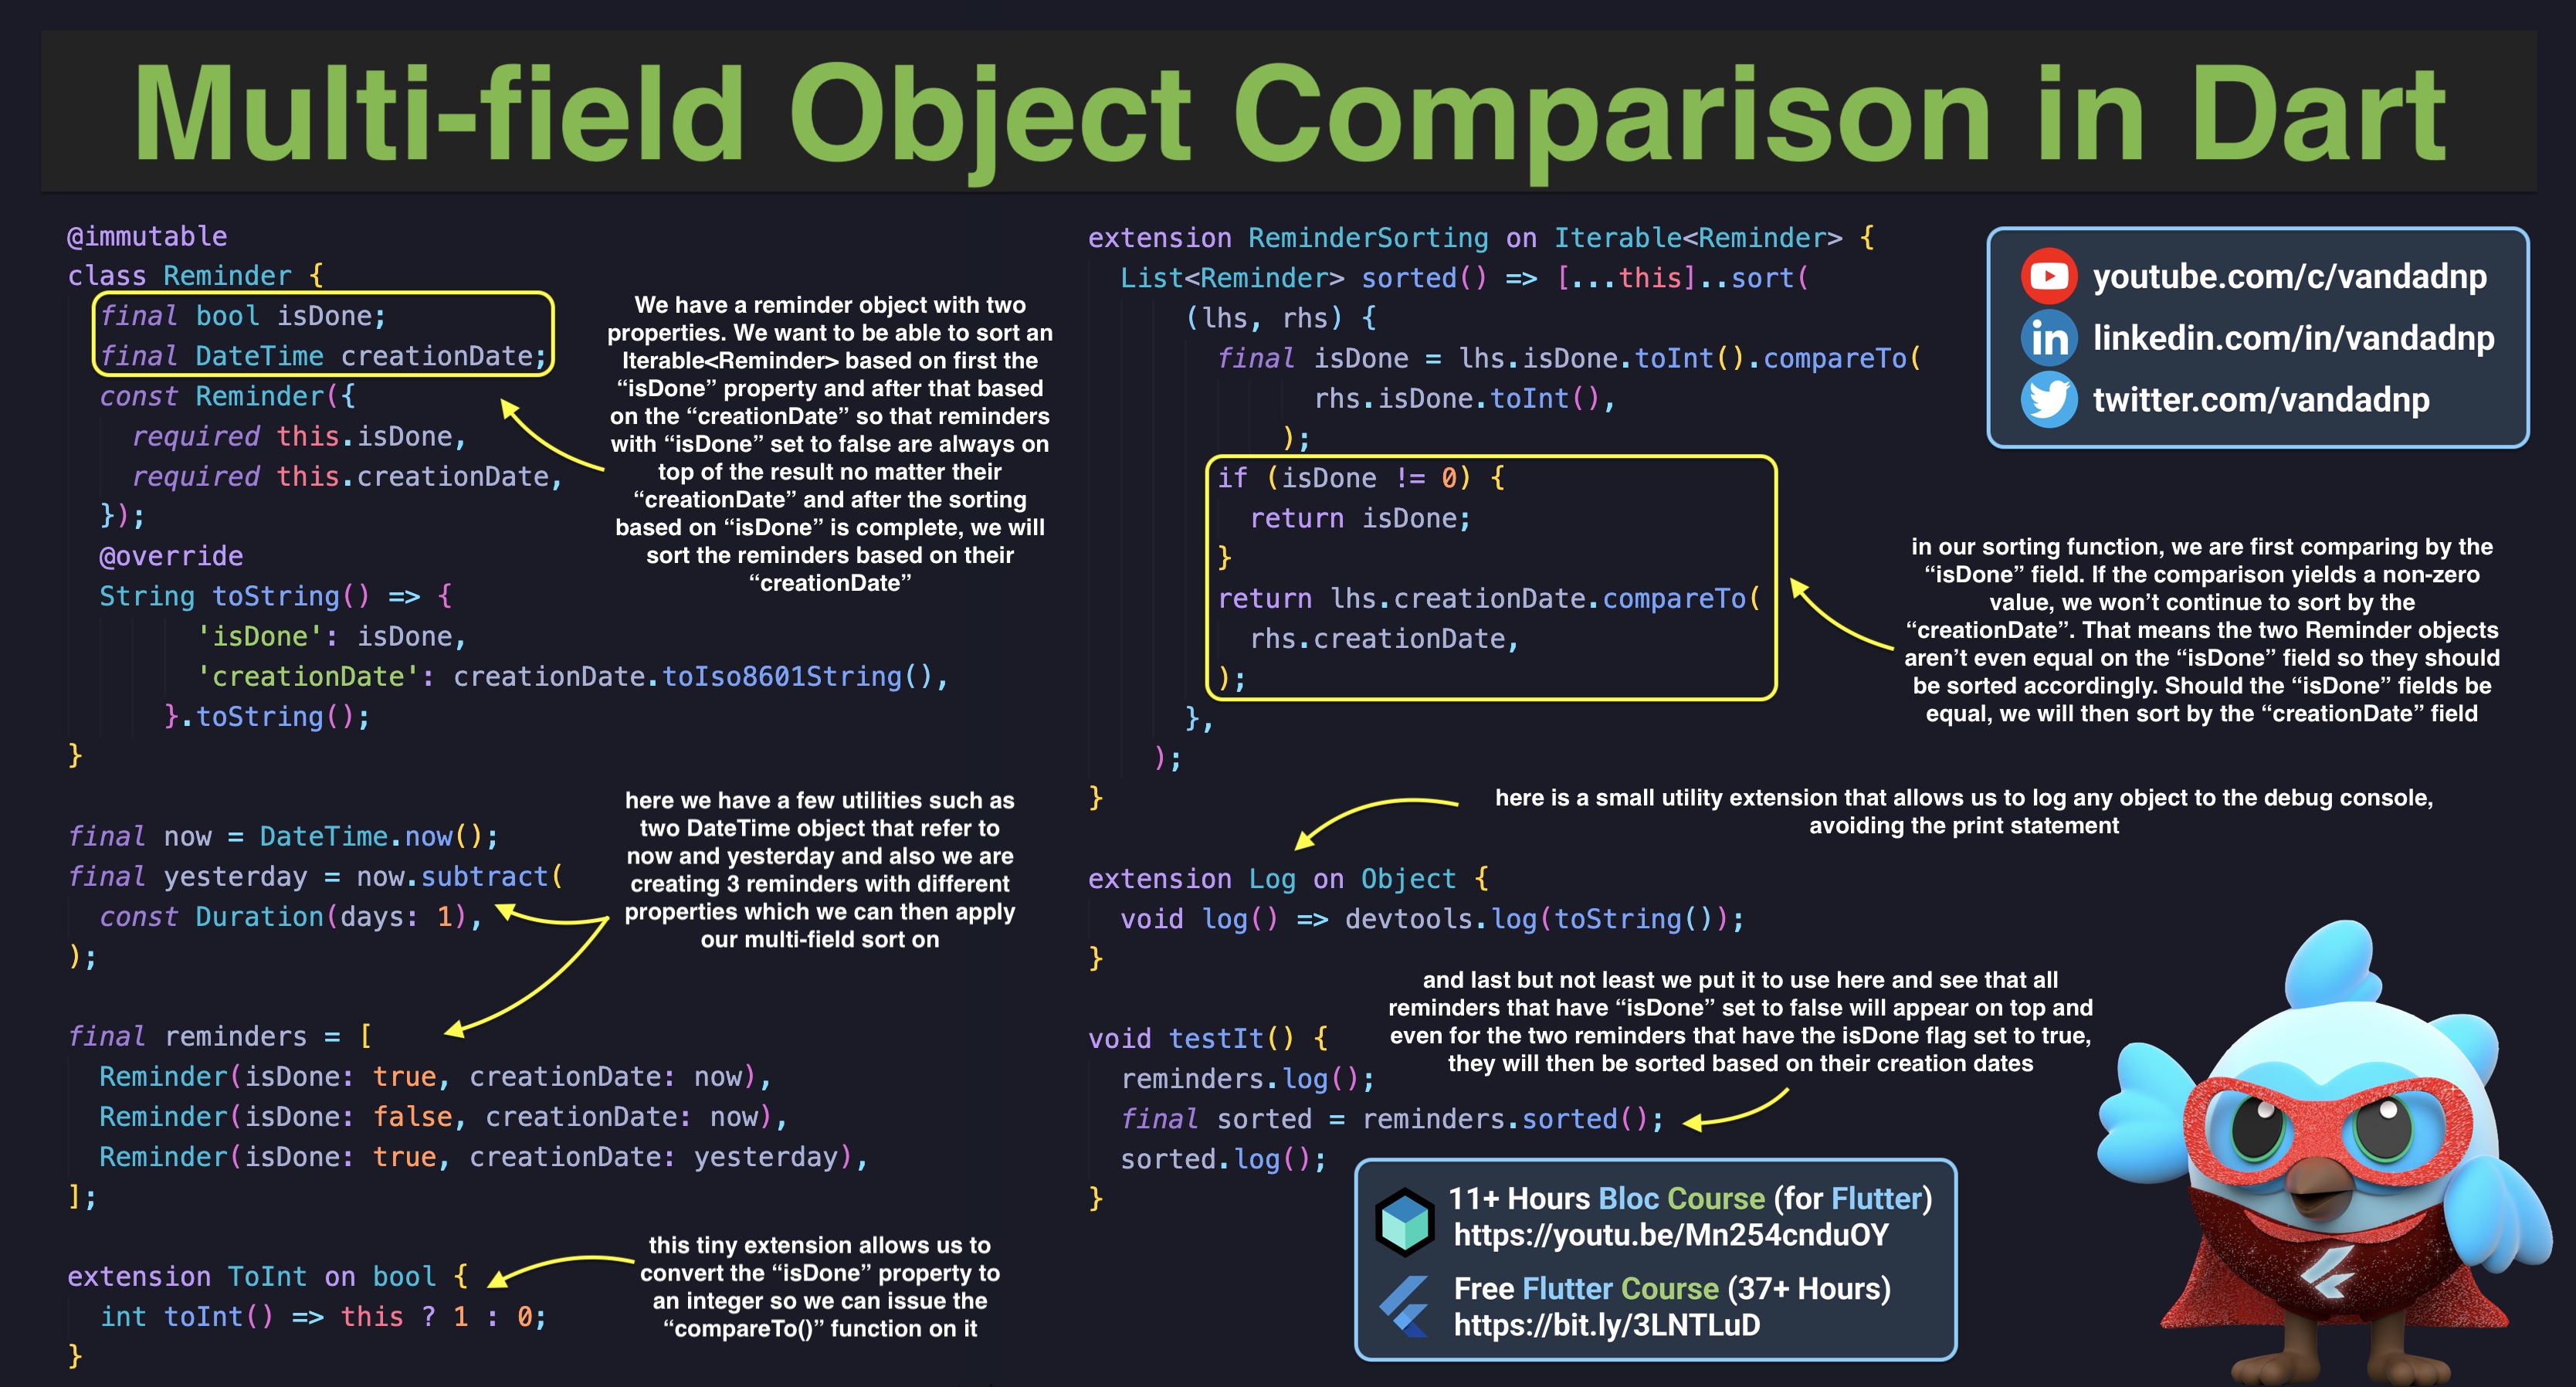 Multi-field Object Comparison in Dart
@immutable
class Reminder {
final bool isDone;
final DateTime creationDate;
const Reminder({
required this.isDone,
required this.creationDate,
});
@override
String toString() => {
'isDone': isDone,
'creationDate': creationDate.toIso8601String(),
}.toString();
}
We have a reminder object with two
properties. We want to be able to sort an
Iterable<Reminder> based on first the
“isDone” property and after that based
on the “creationDate” so that reminders
with “isDone” set to false are always on
top of the result no matter their
“creationDate” and after the sorting
based on “isDone” is complete, we will
sort the reminders based on their
“creationDate”
final now = DateTime.now();
final yesterday = now.subtract(
const Duration(days: 1),
);
here we have a few utilities such as
two DateTime object that refer to
now and yesterday and also we are
creating 3 reminders with different
properties which we can then apply
our multi-field sort on
final reminders = [
Reminder(isDone: true, creationDate: now),
Reminder(isDone: false, creationDate: now),
Reminder(isDone: true, creationDate: yesterday),
];
extension ToInt on bool {
int toInt() => this ? 1 : 0;
}
this tiny extension allows us to
convert the “isDone” property to
an integer so we can issue the
“compareTo()” function on it
extension ReminderSorting on Iterable<Reminder> {
List<Reminder> sorted() => [...this]..sort(
(lhs, rhs) {
final isDone = lhs.isDone.toInt().compareTo(
rhs.isDone.toInt(),
);
if (isDone != 0) {
return isDone;
}
return lhs.creationDate.compareTo(
rhs.creationDate,
);
},
);
}
youtube.com/c/vandadnp
linkedin.com/in/vandadnp
twitter.com/vandadnp
in our sorting function, we are first comparing by the
“isDone” field. If the comparison yields a non-zero
value, we won’t continue to sort by the
“creationDate”. That means the two Reminder objects
aren’t even equal on the “isDone” field so they should
be sorted accordingly. Should the “isDone” fields be
equal, we will then sort by the “creationDate” field
here is a small utility extension that allows us to log any object to the debug console,
avoiding the print statement
extension Log on Object {
void log() => devtools.log(toString());
}
and last but not least we put it to use here and see that all
reminders that have “isDone” set to false will appear on top and
even for the two reminders that have the isDone flag set to true,
they will then be sorted based on their creation dates
void testIt() {
reminders.log();
final sorted = reminders.sorted();
sorted.log();
}
11+ Hours Bloc Course (for Flutter)
https://youtu.be/Mn254cnduOY
Free Flutter Course (37+ Hours)
https://bit.ly/3LNTLuD